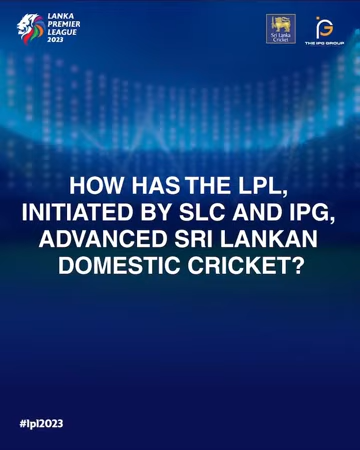 LANKA
PREMIER
LEAGUE
2023
Sri Lanka
Cricket
THE IPG GROUP
HOW HAS THE LPL,
INITIATED BY SLC AND IPG,
ADVANCED SRI LANKAN
DOMESTIC CRICKET?
#lpl2023